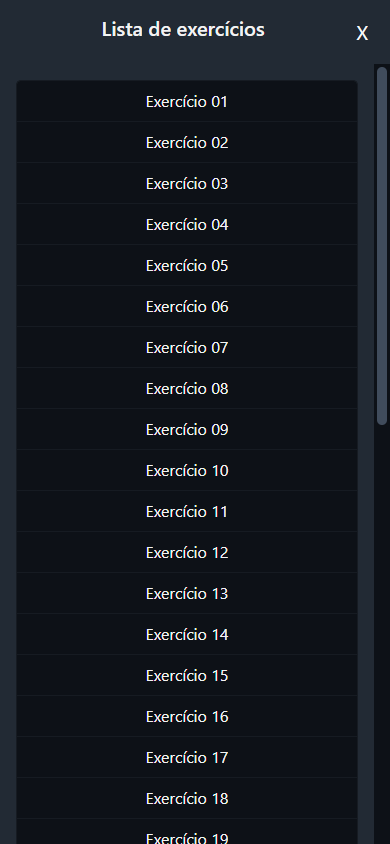 Lista de exercícios
X
Exercício 01
Exercício 02
Exercício 03
Exercício 04
Exercício 05
Exercício 06
Exercício 07
Exercício 08
Exercício 09
Exercício 10
Exercício 11
Exercício 12
Exercício 13
Exercício 14
Exercício 15
Exercício 16
Exercício 17
Exercício 18
Exercício 19